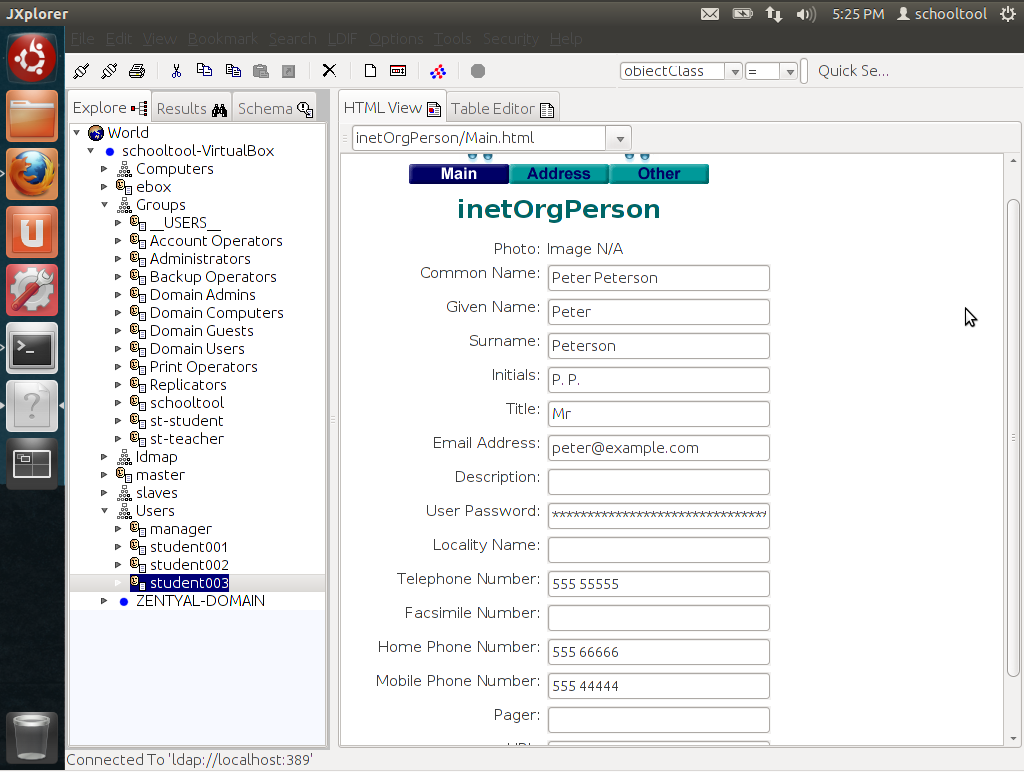 JXplorer
5:25 PM schooltool
File Edit View Bookmark Search LDIF Options Tools Security Help
objectClass = Quick Se...
Explore Results Schema
HTML View Table Editor
World
schooltool-VirtualBox
Computers
ebox
Groups
__USERS__
Account Operators
Administrators
Backup Operators
Domain Admins
Domain Computers
Domain Guests
Domain Users
Print Operators
Replicators
schooltool
st-student
st-teacher
Idmap
master
slaves
Users
manager
student001
student002
student003
ZENTYAL-DOMAIN
inetOrgPerson/Main.html
Main Address Other
inetOrgPerson
Photo: Image N/A
Common Name: Peter Peterson
Given Name: Peter
Surname: Peterson
Initials: P. P.
Title: Mr
Email Address: peter@example.com
Description:
User Password: *******************************
Locality Name:
Telephone Number: 555 55555
Facsimile Number:
Home Phone Number: 555 66666
Mobile Phone Number: 555 44444
Pager:
Connected To 'ldap://localhost:389'